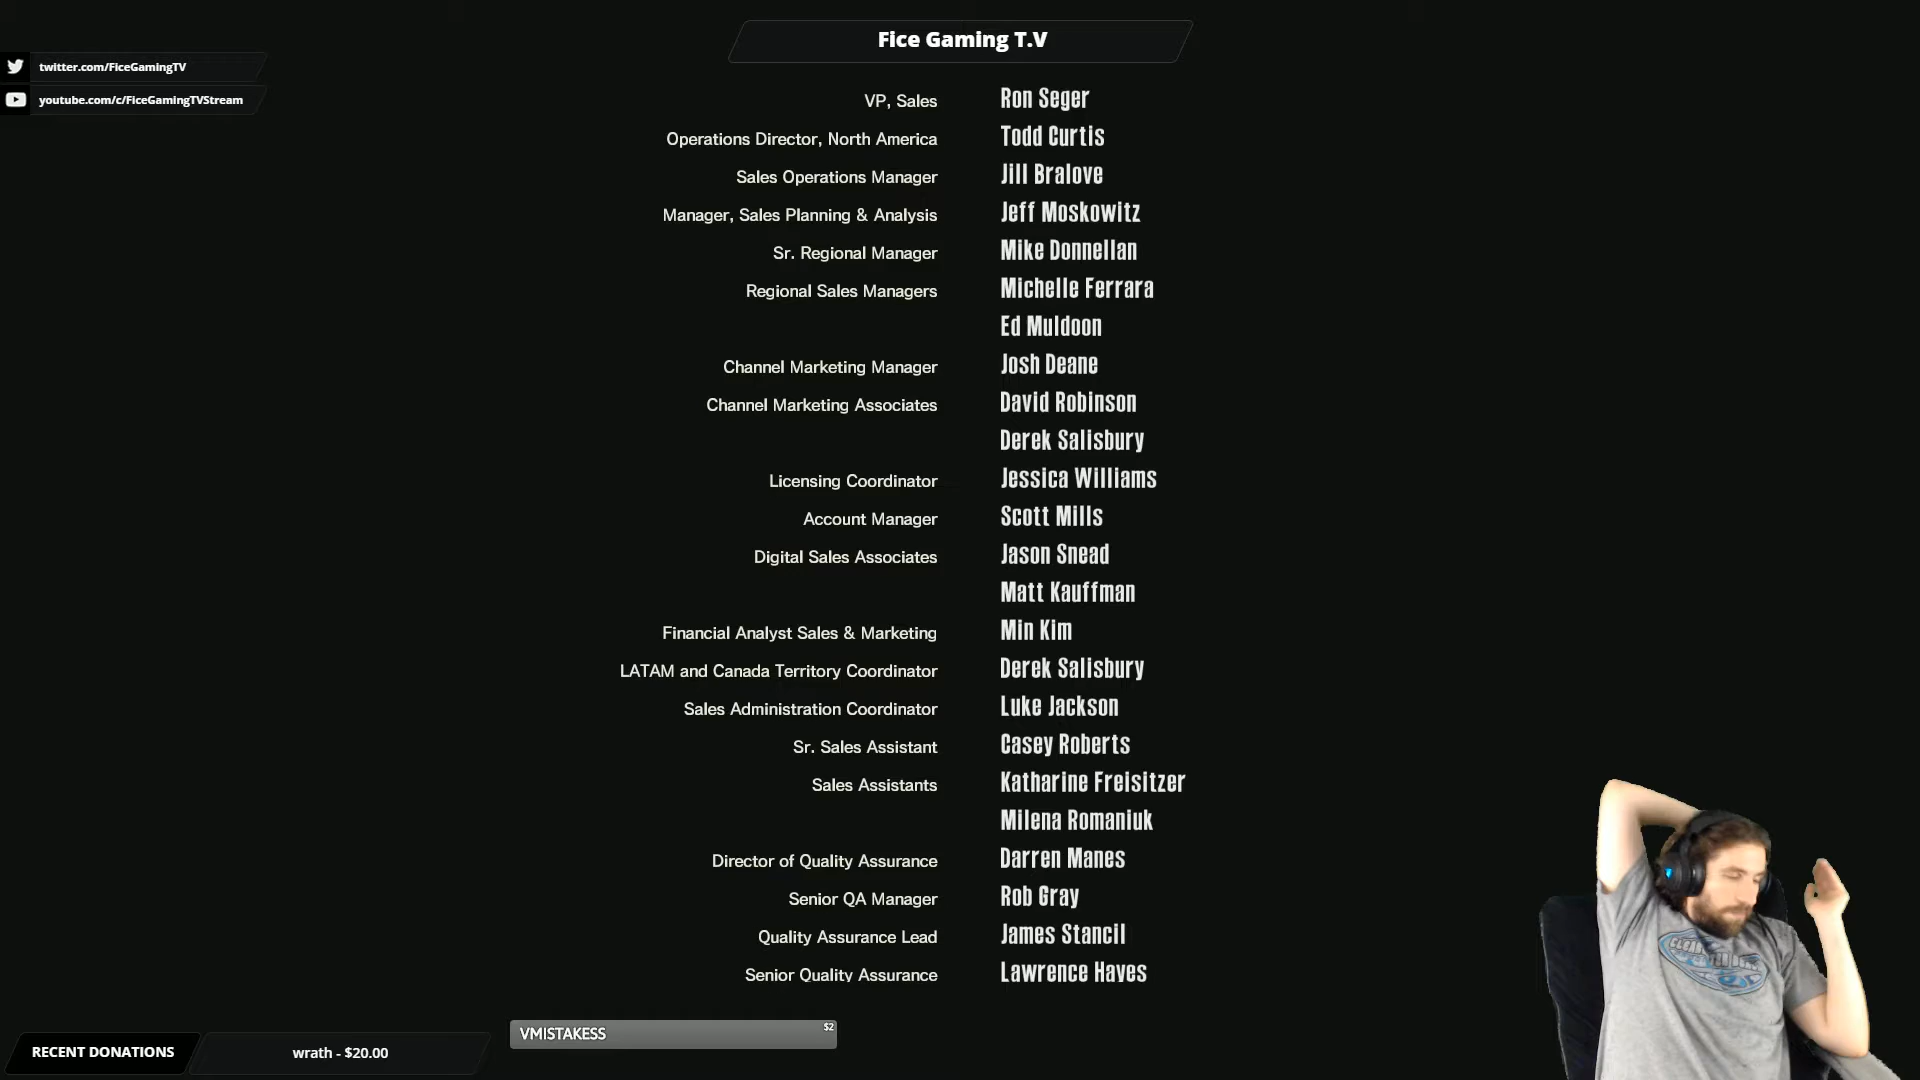 Fice Gaming T.V
twitter.com/FiceGamingTV
youtube.com/c/FiceGamingTVStream
VP, Sales Ron Seger
Operations Director, North America Todd Curtis
Sales Operations Manager Jill Bralove
Manager, Sales Planning & Analysis Jeff Moskowitz
Sr. Regional Manager Mike Donnellan
Regional Sales Managers Michelle Ferrara
Ed Muldoon
Channel Marketing Manager Josh Deane
Channel Marketing Associates David Robinson
Derek Salisbury
Licensing Coordinator Jessica Williams
Account Manager Scott Mills
Digital Sales Associates Jason Snead
Matt Kauffman
Financial Analyst Sales & Marketing Min Kim
LATAM and Canada Territory Coordinator Derek Salisbury
Sales Administration Coordinator Luke Jackson
Sr. Sales Assistant Casey Roberts
Sales Assistants Katharine Freisitzer
Milena Romaniuk
Director of Quality Assurance Darren Manes
Senior QA Manager Rob Gray
Quality Assurance Lead James Stancil
Senior Quality Assurance Lawrence Hayes
VMISTAKESS $2
RECENT DONATIONS wrath - $20.00